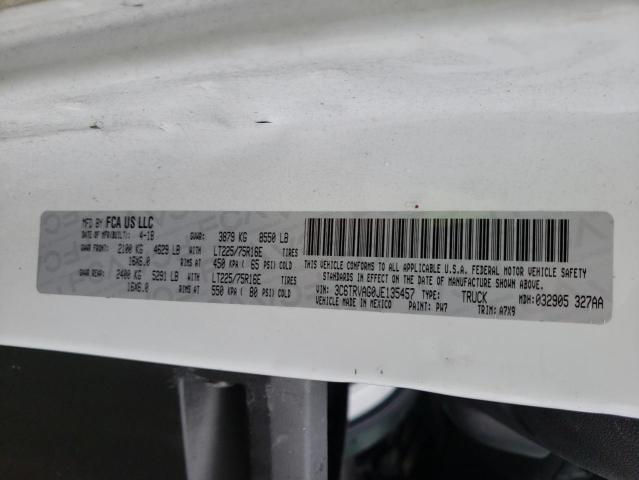 MFD BY FCA US LLC
DATE OF MFR(BUILT): 4-18 GVWR: 3879 KG 8550 LB
GAWR FRONT: 2100 KG 4629 LB WITH LT225/75R16E TIRES
16X6.0 RIMS AT 450 KPA ( 65 PSI) COLD
GAWR REAR: 2400 KG 5291 LB WITH LT225/75R16E TIRES
16X6.0 RIMS AT 550 KPA ( 80 PSI) COLD
THIS VEHICLE CONFORMS TO ALL APPLICABLE U.S.A. FEDERAL MOTOR VEHICLE SAFETY
STANDARDS IN EFFECT ON THE DATE OF MANUFACTURE SHOWN ABOVE.
VIN: 3C6TRVAG0JE135457 TYPE: TRUCK MDH: 032905 327AA
VEHICLE MADE IN MEXICO PAINT: PW7 TRIM: A7X9